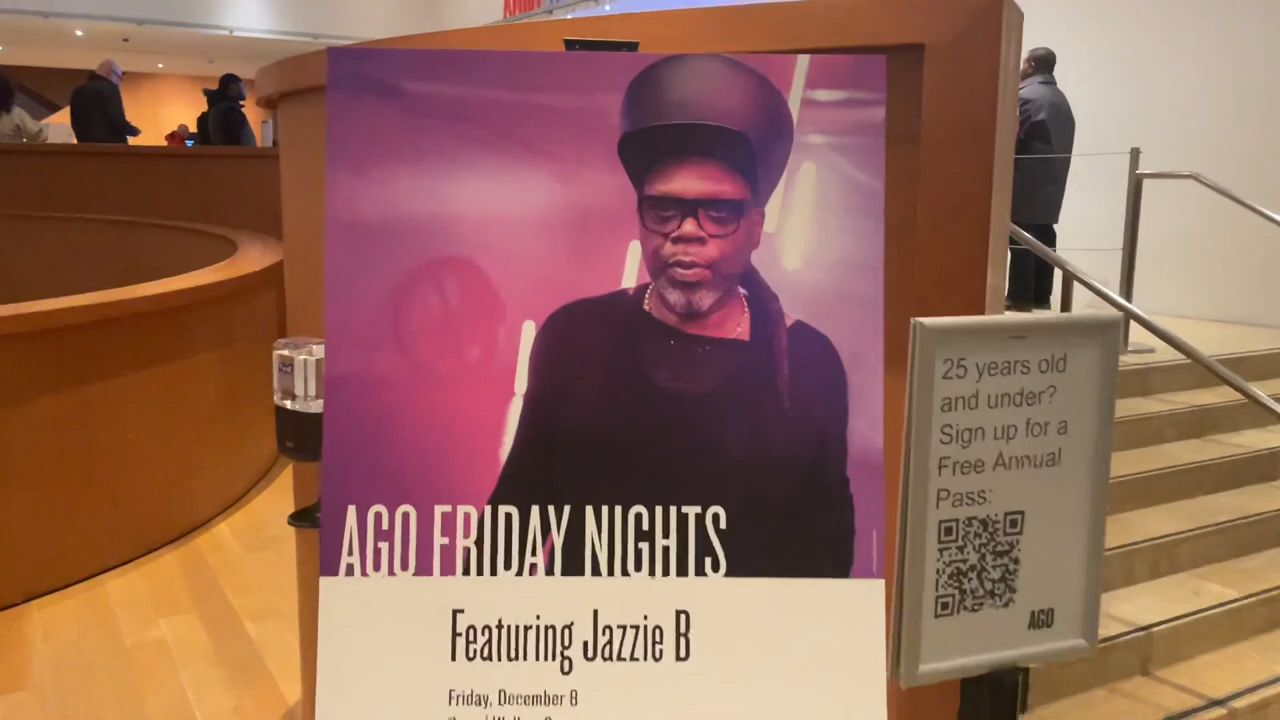 AGO FRIDAY NIGHTS
Featuring Jazzie B
Friday, December 8
25 years old
and under?
Sign up for a
Free Annual
Pass:
AGO